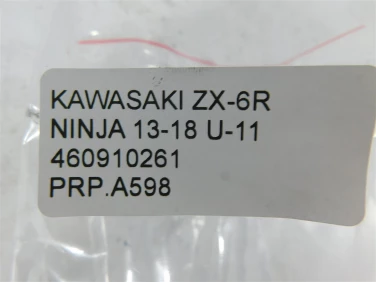 KAWASAKI ZX-6R
NINJA 13-18 U-11
460910261
PRP.A598